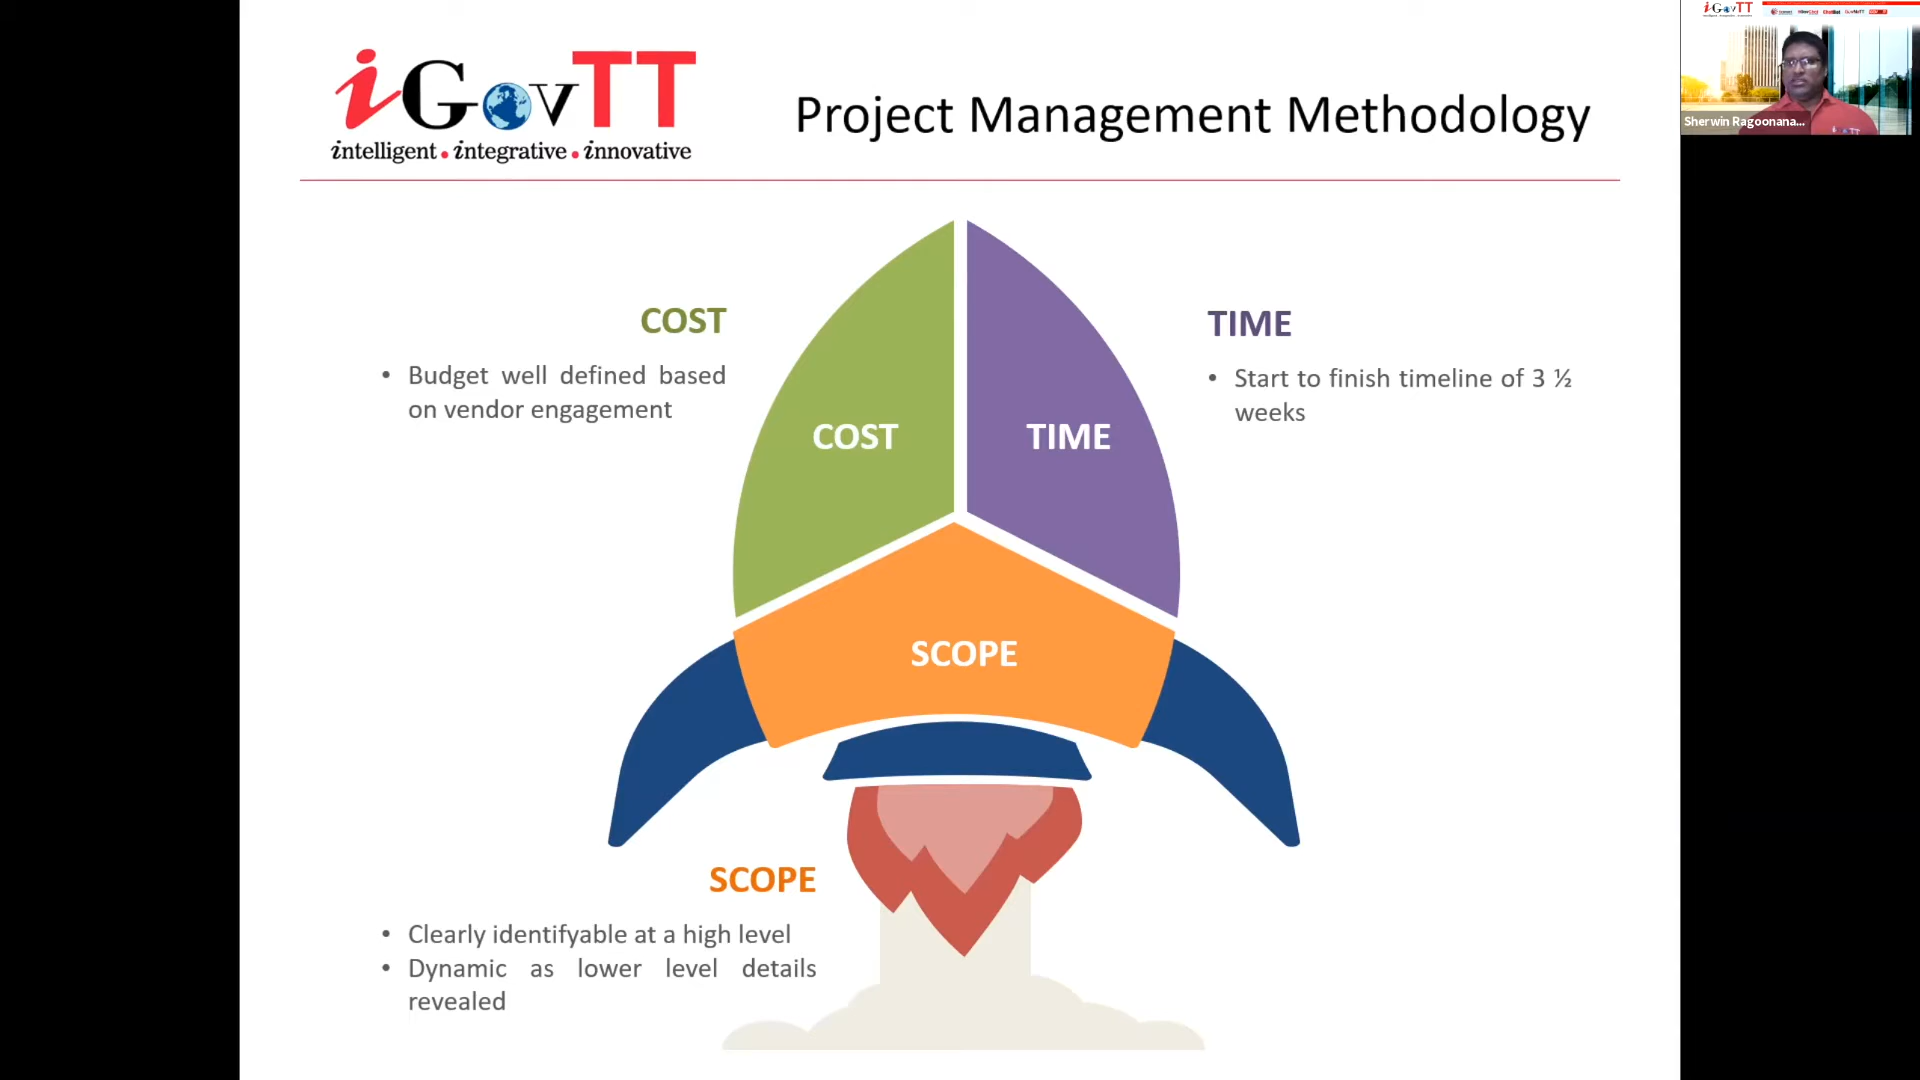 iGovTT
intelligent • integrative • innovative
Project Management Methodology
iGovTT
Sherwin Ragoonana...
COST
• Budget well defined based
on vendor engagement
TIME
• Start to finish timeline of 3 ½
weeks
COST
TIME
SCOPE
SCOPE
• Clearly identifyable at a high level
• Dynamic as lower level details
revealed